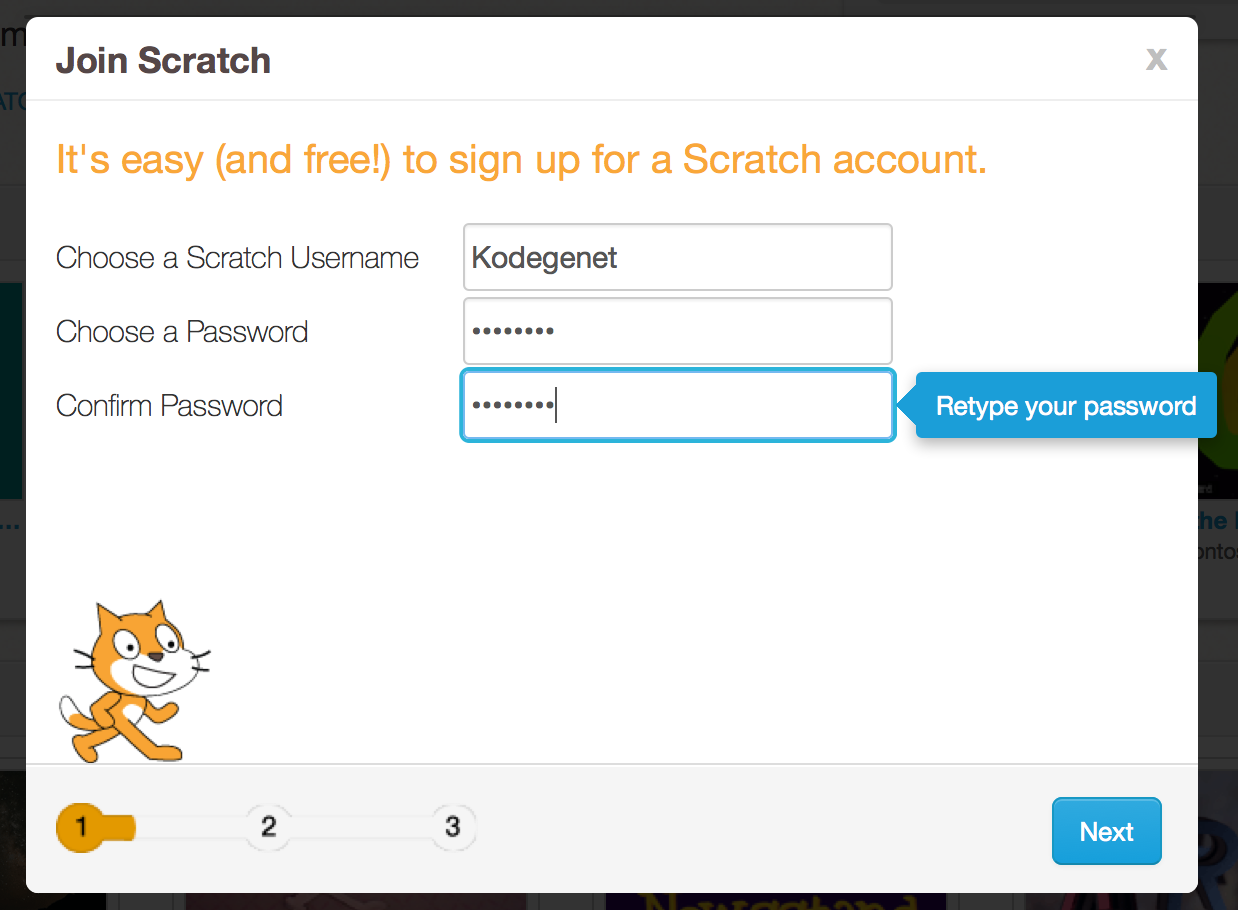 Join Scratch
x
It's easy (and free!) to sign up for a Scratch account.
Choose a Scratch Username
Kodegenet
Choose a Password
••••••••
Confirm Password
••••••••
Retype your password
1 2 3
Next